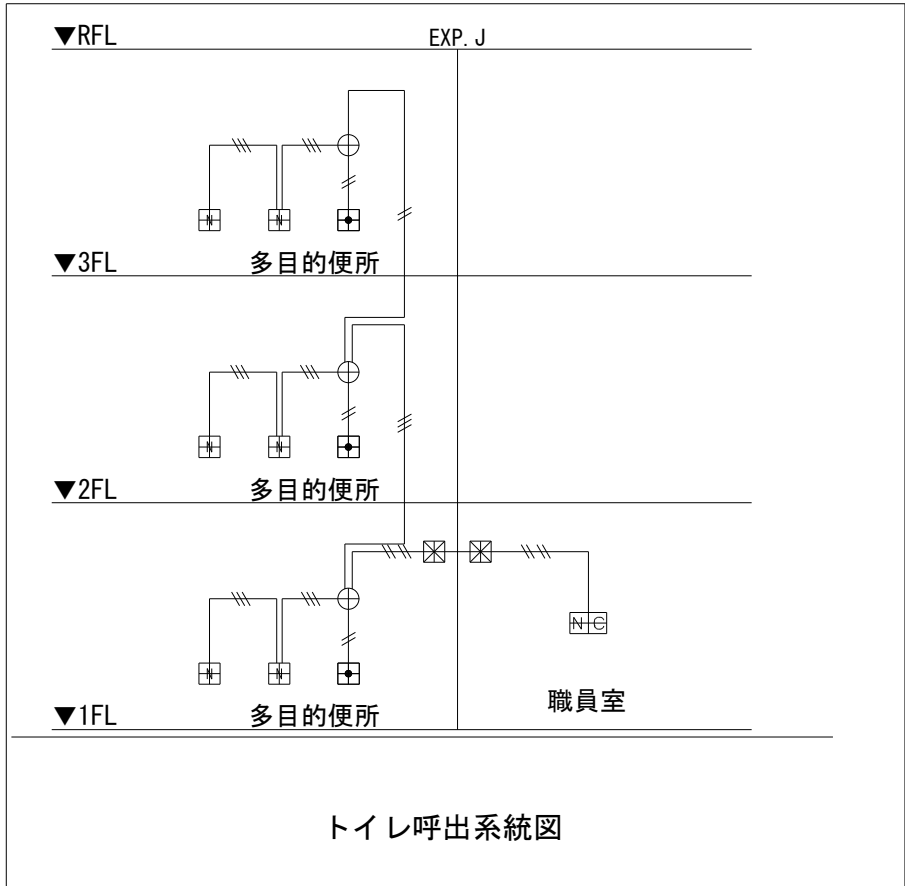 ▼RFL
EXP. J
N N
▼3FL
多目的便所
N N
▼2FL
多目的便所
N C
N N
職員室
▼1FL
多目的便所
トイレ呼出系統図